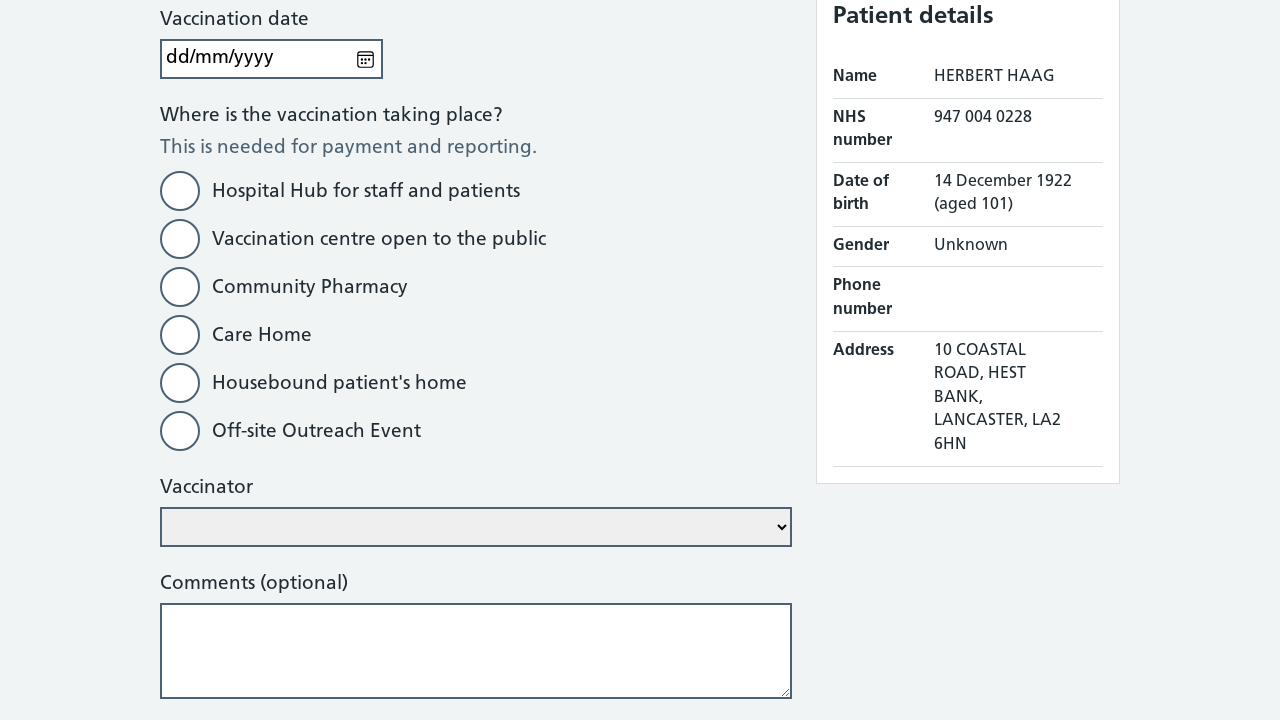 Vaccination date
dd/mm/yyyy
Where is the vaccination taking place?
This is needed for payment and reporting.
Hospital Hub for staff and patients
Vaccination centre open to the public
Community Pharmacy
Care Home
Housebound patient's home
Off-site Outreach Event
Vaccinator
Comments (optional)
Patient details
Name HERBERT HAAG
NHS 947 004 0228
number
Date of 14 December 1922
birth (aged 101)
Gender Unknown
Phone
number
Address 10 COASTAL
ROAD, HEST
BANK,
LANCASTER, LA2
6HN